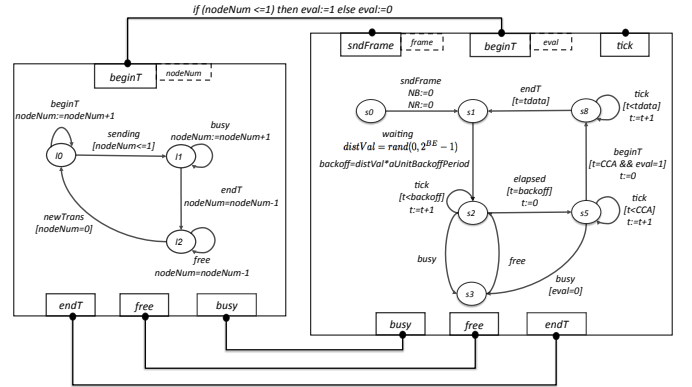 if (nodeNum <=1) then eval:=1 else eval:=0
beginT
nodeNum
beginT
nodeNum:=nodeNum+1
busy
nodeNum:=nodeNum+1
sending
[nodeNum<=1]
l0
l1
endT
nodeNum=nodeNum-1
newTrans
[nodeNum=0]
l2
free
nodeNum=nodeNum-1
endT
free
busy
sndFrame
frame
beginT
eval
tick
sndFrame
NB:=0
NR:=0
endT
[t=tdata]
tick
[t<tdata]
t:=t+1
s0
s1
s8
waiting
distVal = rand(0, 2^BE − 1)
backoff=distVal*aUnitBackoffPeriod
beginT
[t=CCA && eval=1]
t:=0
tick
[t<backoff]
t:=t+1
elapsed
[t=backoff]
t:=0
tick
[t<CCA]
t:=t+1
s2
s5
busy
free
busy
[eval=0]
s3
busy
free
endT